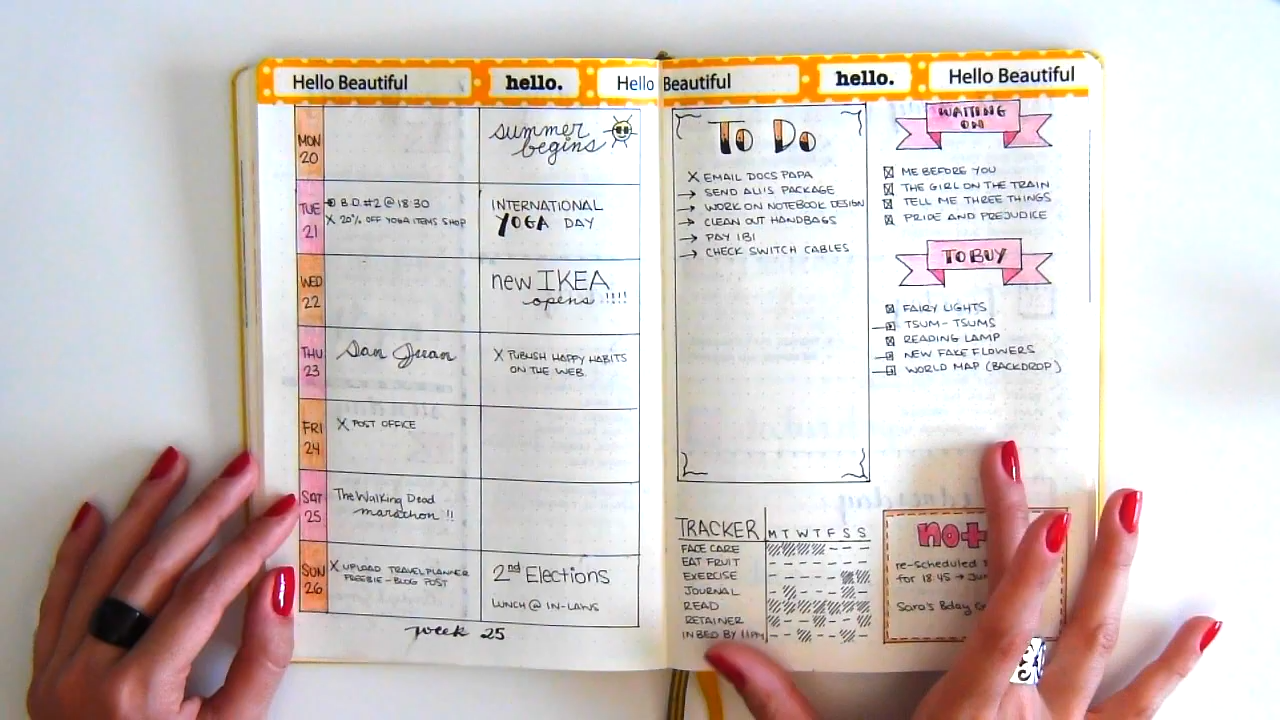 Hello Beautiful hello. Hello Beautiful hello. Hello Beautiful
MON
20
summer
begins
TUE
21
B.D. #2 @ 18:30
X 20% OFF YOGA ITEMS SHOP
INTERNATIONAL
YOGA DAY
WED
22
new IKEA
opens !!!!
THU
23
San Juan
X PUBLISH HAPPY HABITS
ON THE WEB.
FRI
24
X POST OFFICE
SAT
25
The Walking Dead
marathon !!
SUN
26
X UPLOAD TRAVEL PLANNER
FREEBIE - BLOG POST
2nd Elections
LUNCH @ IN-LAWS
week 25
To Do
X EMAIL DOCS PAPA
→ SEND ALI'S PACKAGE
→ WORK ON NOTEBOOK DESIGN
→ CLEAN OUT HANDBAGS
→ PAY IBI
→ CHECK SWITCH CABLES
WAITING
ON
ME BEFORE YOU
THE GIRL ON THE TRAIN
TELL ME THREE THINGS
PRIDE AND PREJUDICE
TO BUY
FAIRY LIGHTS
TSUM-TSUMS
READING LAMP
NEW FAKE FLOWERS
WORLD MAP (BACKDROP)
TRACKER M T W T F S S
FACE CARE
EAT FRUIT
EXERCISE
JOURNAL
READ
RETAINER
IN BED BY 11PM
not
re-scheduled
for 18:45 →
Sara's Bday